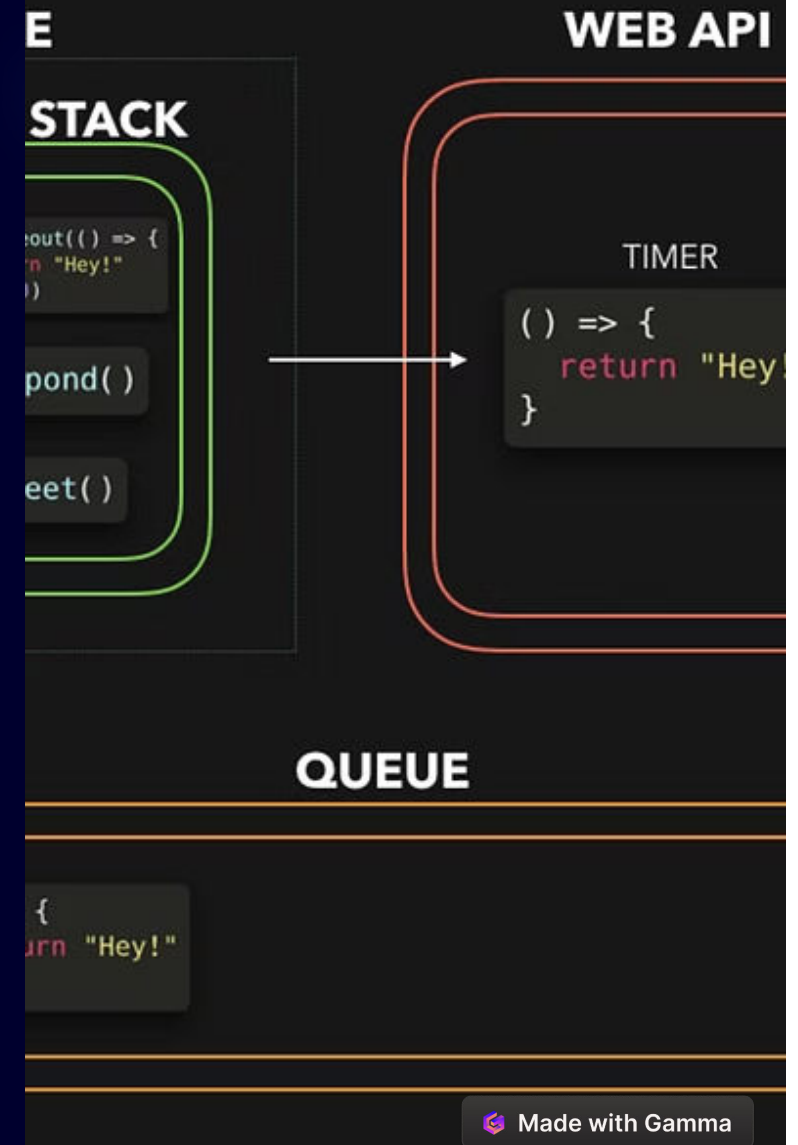 E
WEB API
STACK
eout(() => {
n "Hey!"
))
TIMER
() => {
return "Hey!
}
pond()
eet()
QUEUE
{
urn "Hey!"
Made with Gamma